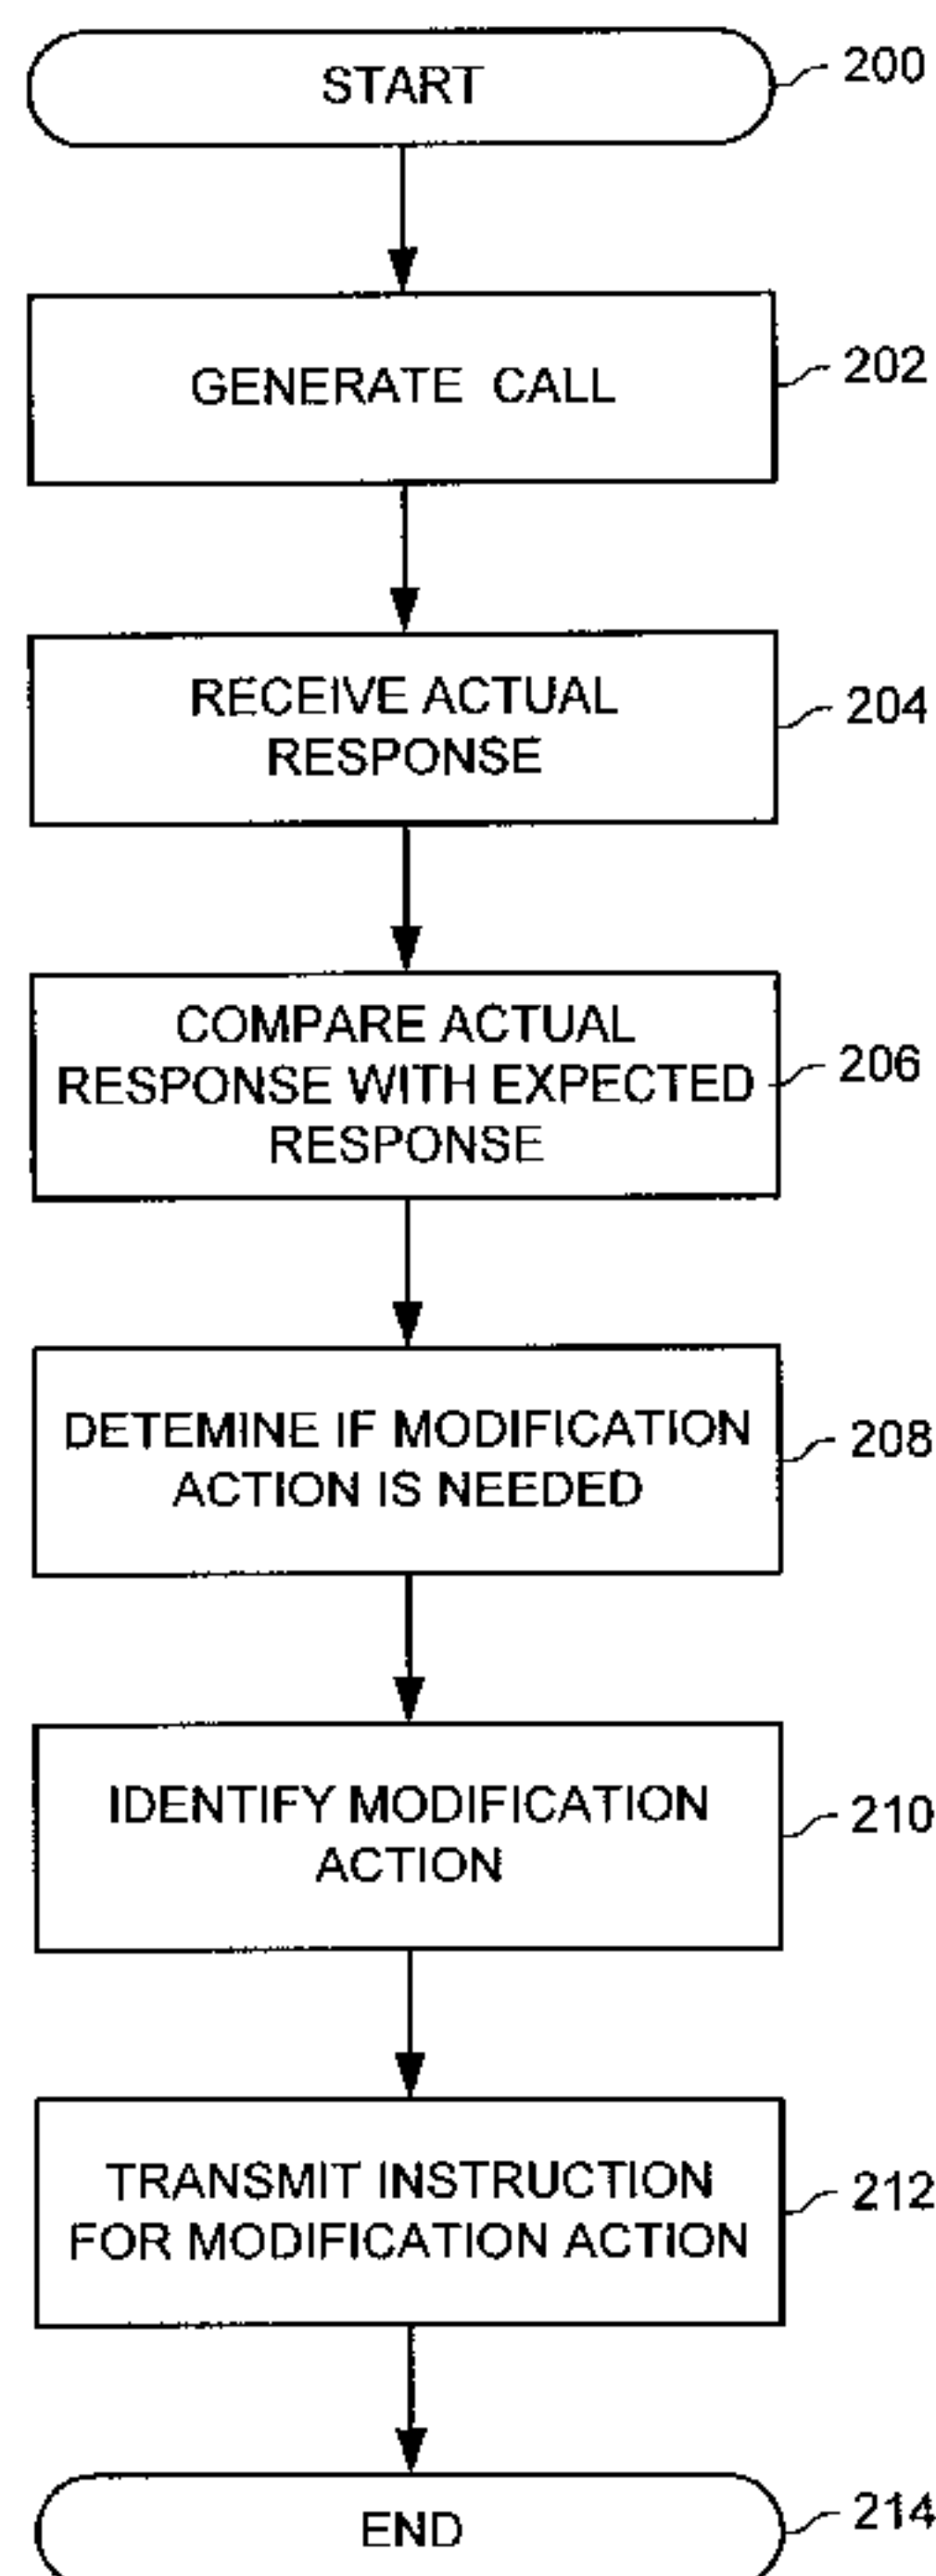 START
200
GENERATE CALL
202
RECEIVE ACTUAL
RESPONSE
204
COMPARE ACTUAL
RESPONSE WITH EXPECTED
RESPONSE
206
DETEMINE IF MODIFICATION
ACTION IS NEEDED
208
IDENTIFY MODIFICATION
ACTION
210
TRANSMIT INSTRUCTION
FOR MODIFICATION ACTION
212
END
214